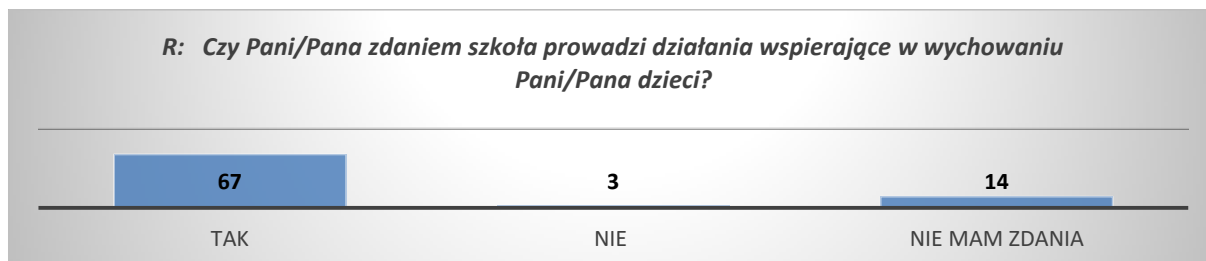 R: Czy Pani/Pana zdaniem szkoła prowadzi działania wspierające w wychowaniu
Pani/Pana dzieci?
67
3
14
TAK
NIE
NIE MAM ZDANIA